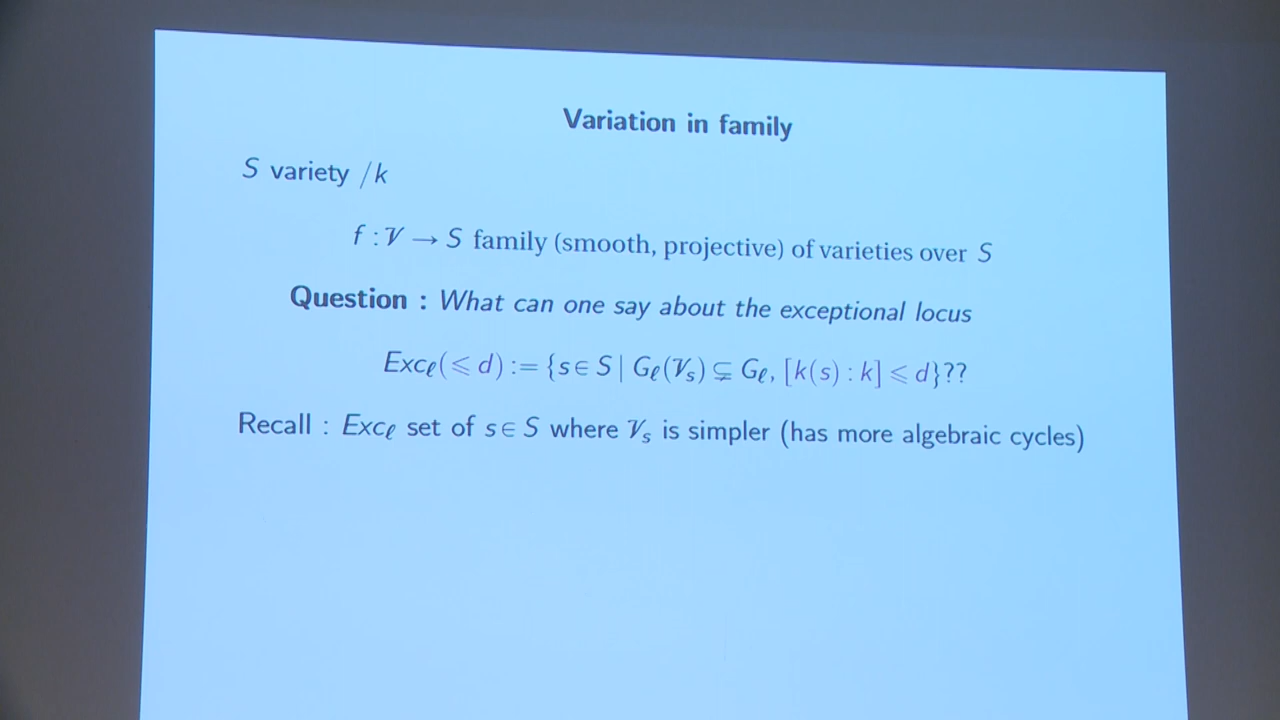 Variation in family
S variety /k
f : 𝒱 → S family (smooth, projective) of varieties over S
Question : What can one say about the exceptional locus
Exc_ℓ(⩽ d) := {s ∈ S | G_ℓ(𝒱_s) ⊊ G_ℓ, [k(s) : k] ⩽ d}??
Recall : Exc_ℓ set of s ∈ S where 𝒱_s is simpler (has more algebraic cycles)